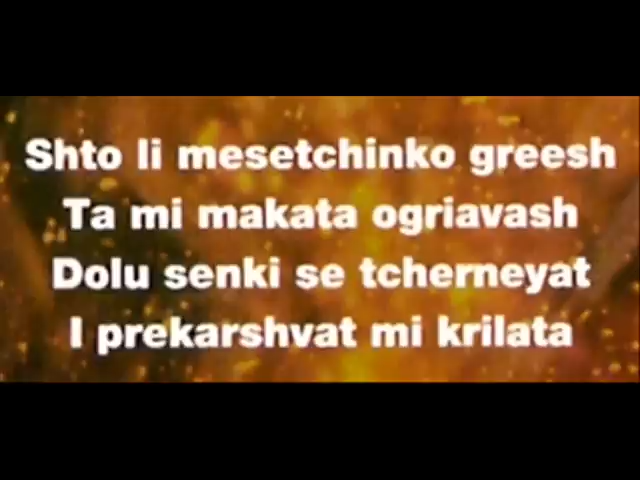 Shto li mesetchinko greesh
Ta mi makata ogriavash
Dolu senki se tcherneyat
I prekarshvat mi krilata